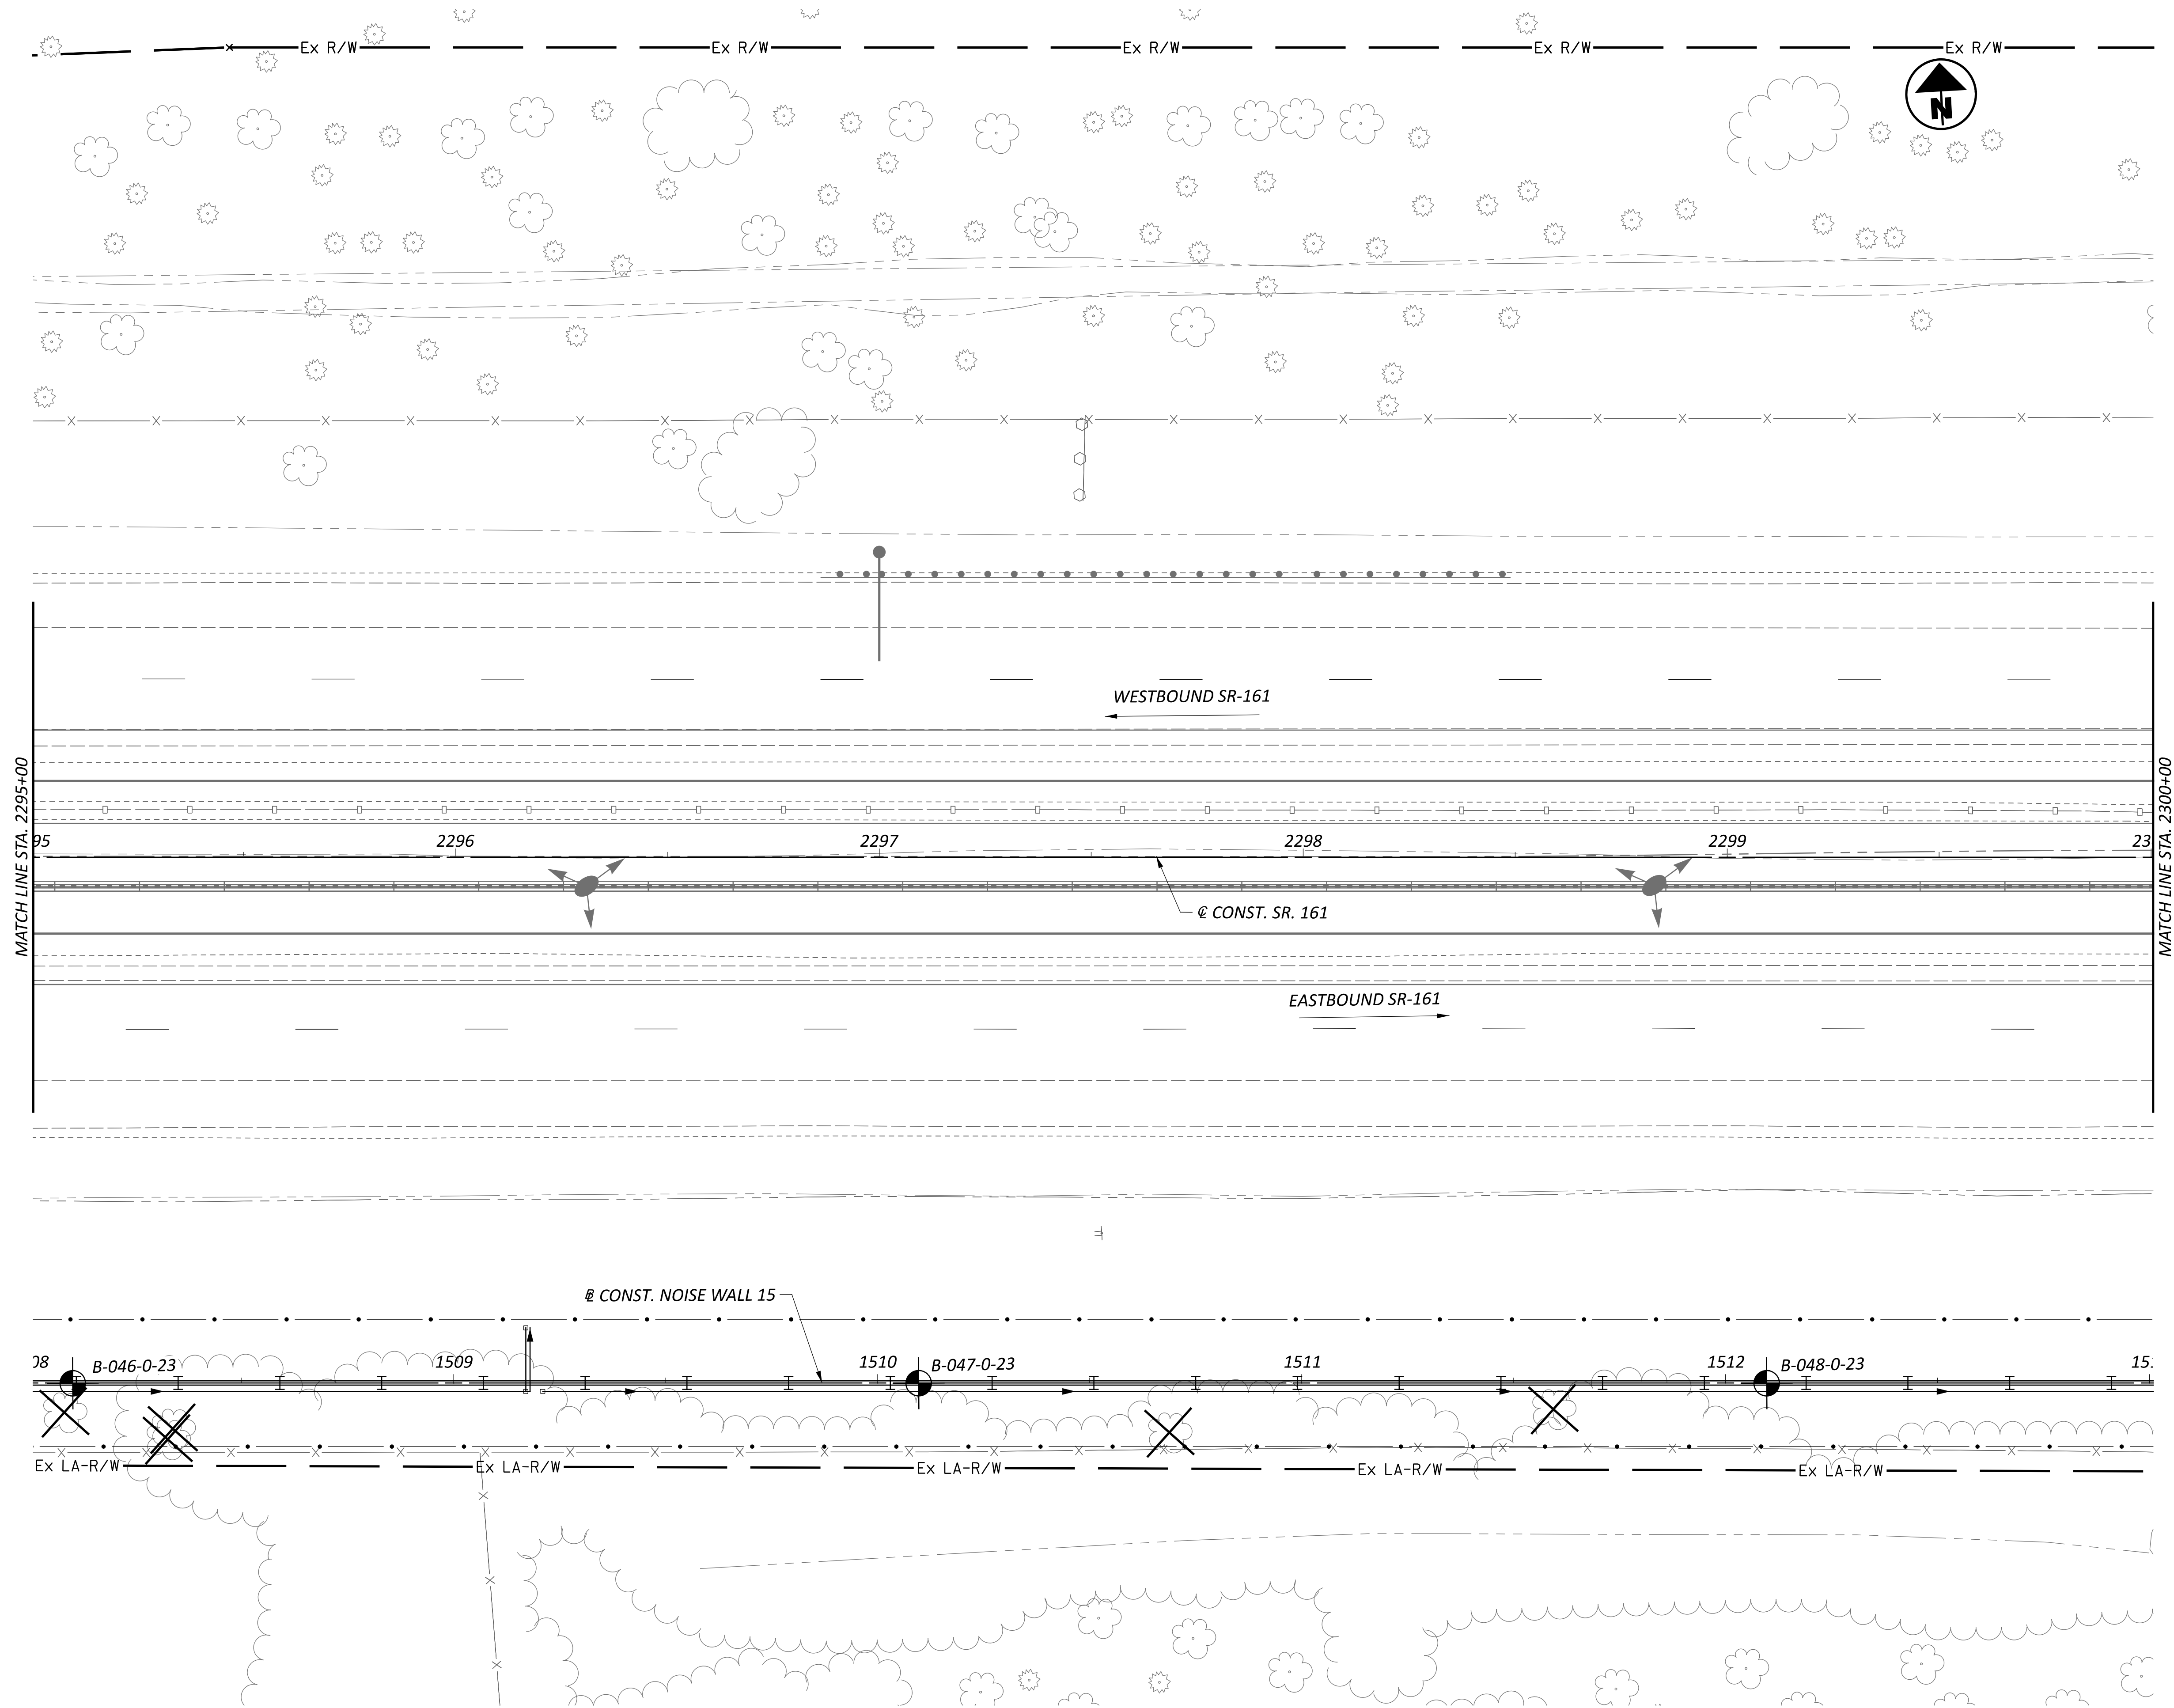 Ex R/W
Ex R/W
Ex R/W
Ex R/W
Ex R/W
N
WESTBOUND SR-161
MATCH LINE STA. 2295+00
MATCH LINE STA. 2300+00
95
2296
2297
2298
2299
23
℄ CONST. SR. 161
EASTBOUND SR-161
CONST. NOISE WALL 15
08
B-046-0-23
1509
1510
B-047-0-23
1511
1512
B-048-0-23
151
Ex LA-R/W
Ex LA-R/W
Ex LA-R/W
Ex LA-R/W
Ex LA-R/W